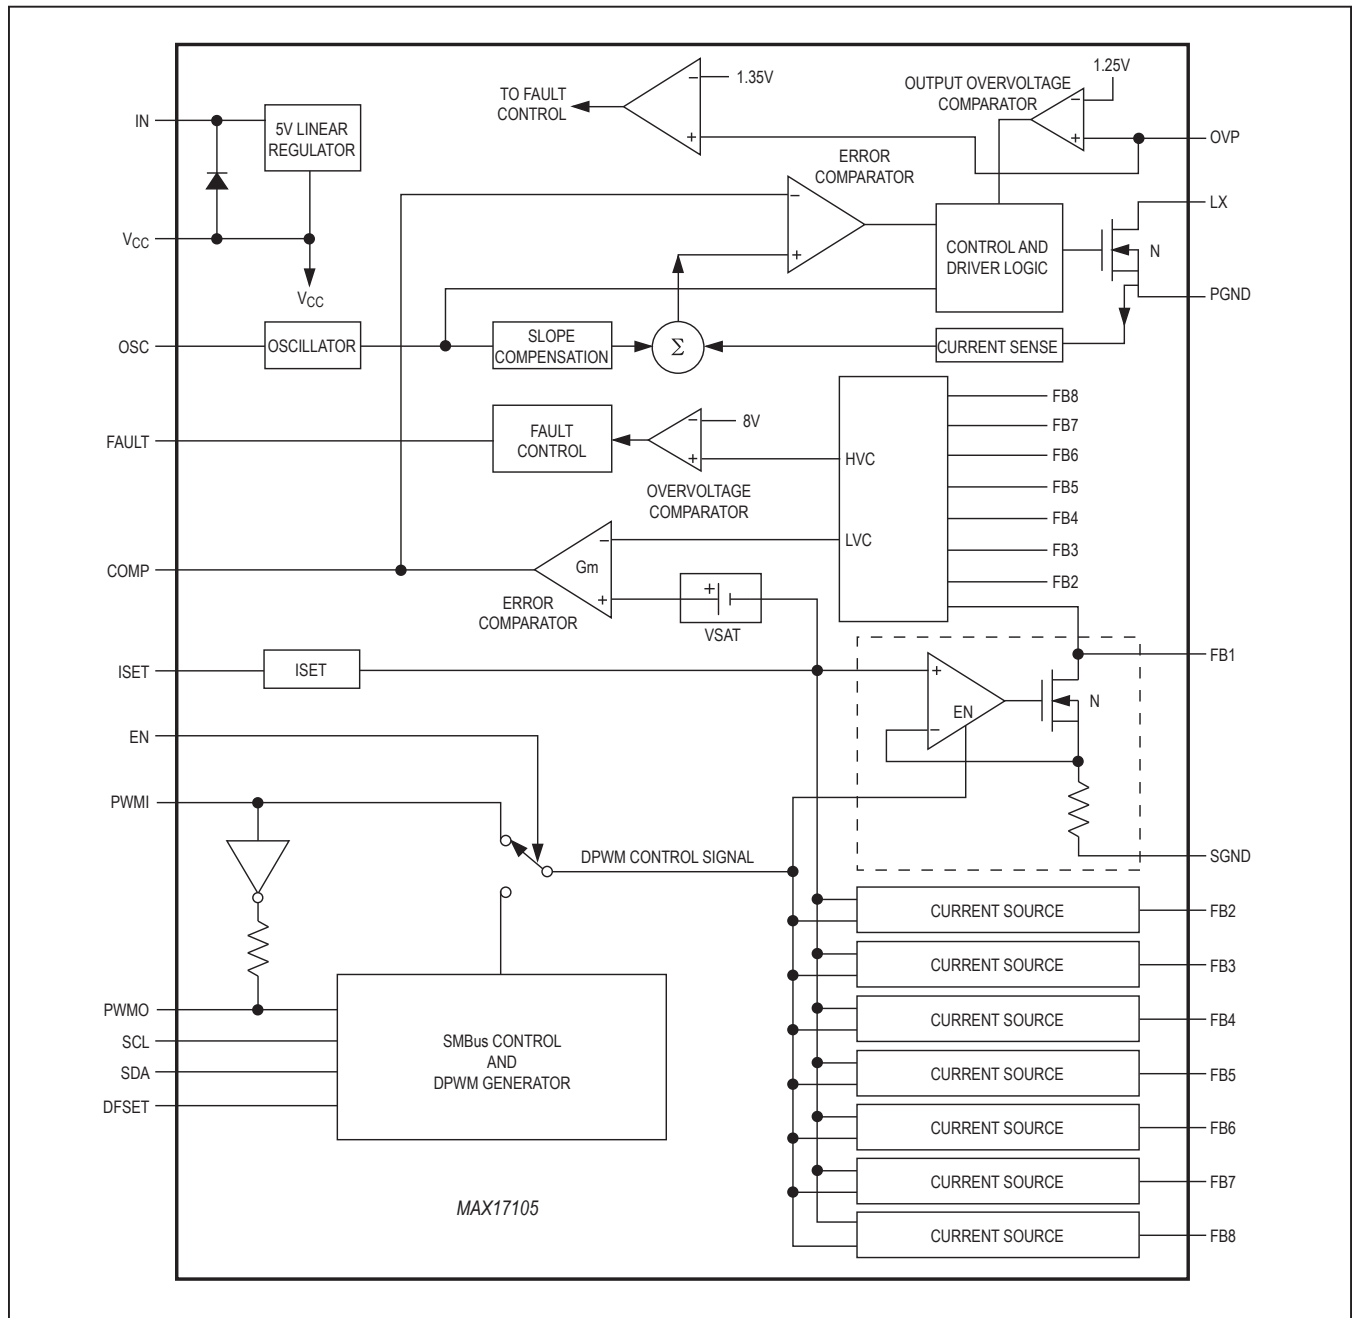 1.25V
1.35V
OUTPUT OVERVOLTAGE
COMPARATOR
−
−
TO FAULT
CONTROL
IN
5V LINEAR
REGULATOR
+
+
OVP
ERROR
COMPARATOR
−
LX
CONTROL AND
DRIVER LOGIC
N
VCC
+
VCC
PGND
OSC
OSCILLATOR
SLOPE
COMPENSATION
Σ
CURRENT SENSE
FB8
−
8V
FB7
FAULT
FAULT
CONTROL
+
HVC
FB6
FB5
OVERVOLTAGE
COMPARATOR
FB4
−
LVC
FB3
COMP
Gm
FB2
+
+
ERROR
COMPARATOR
VSAT
FB1
ISET
ISET
+
N
EN
EN
−
PWMI
DPWM CONTROL SIGNAL
SGND
CURRENT SOURCE
FB2
CURRENT SOURCE
FB3
PWMO
CURRENT SOURCE
FB4
SCL
SMBus CONTROL
AND
DPWM GENERATOR
SDA
CURRENT SOURCE
FB5
DFSET
CURRENT SOURCE
FB6
CURRENT SOURCE
FB7
MAX17105
CURRENT SOURCE
FB8